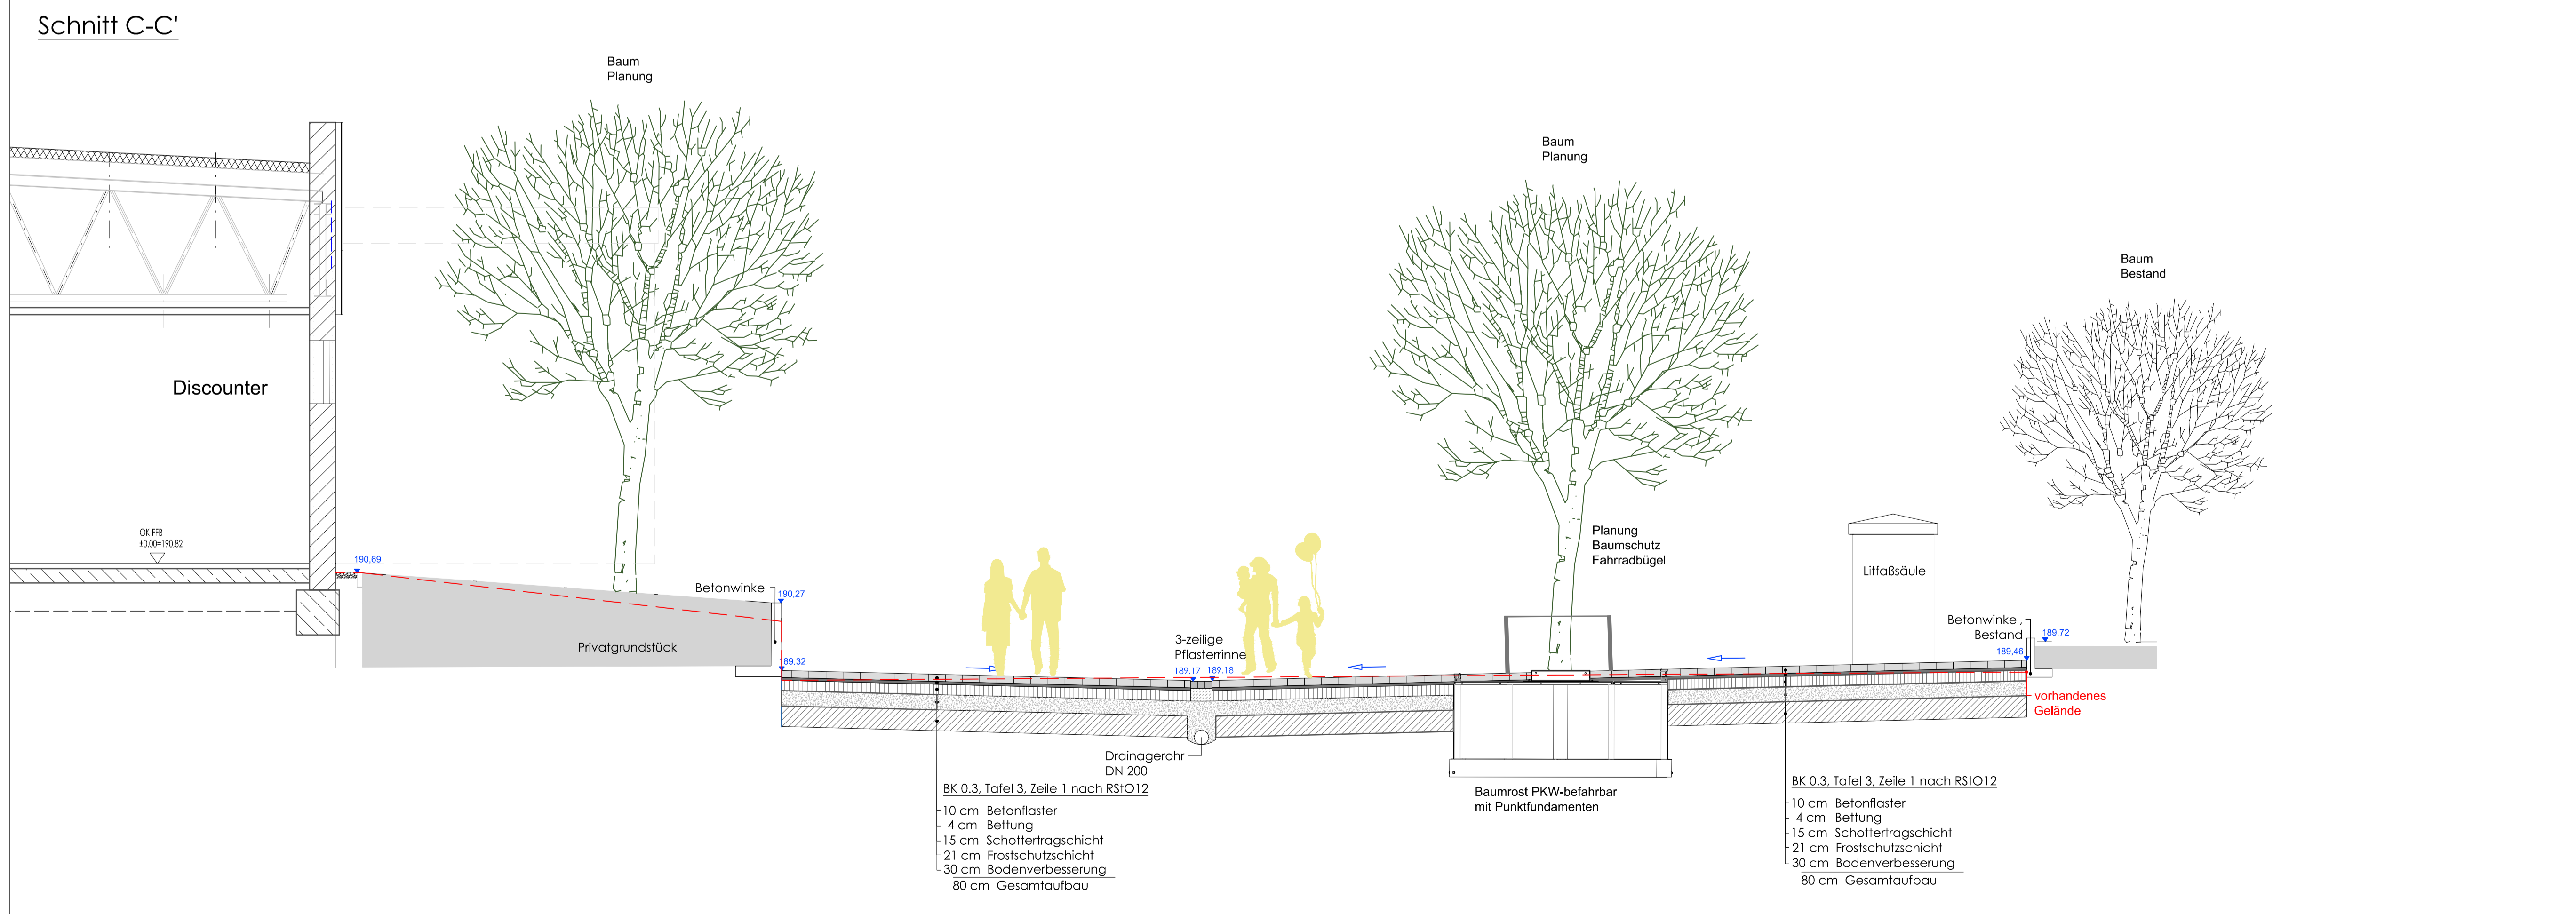 Schnitt C-C'
Baum
Planung
Baum
Planung
Baum
Bestand
Discounter
OK FFB
±0.00=190,82
190,69
Betonwinkel
190,27
Privatgrundstück
189.32
3-zeilige
Pflasterrinne
189.17 189.18
Planung
Baumschutz
Fahrradbügel
Litfaßsäule
Betonwinkel,
Bestand
189,72
189,46
vorhandenes
Gelände
Drainagerohr
DN 200
BK 0.3, Tafel 3, Zeile 1 nach RStO12
10 cm Betonflaster
4 cm Bettung
15 cm Schottertragschicht
21 cm Frostschutzschicht
30 cm Bodenverbesserung
80 cm Gesamtaufbau
Baumrost PKW-befahrbar
mit Punktfundamenten
BK 0.3, Tafel 3, Zeile 1 nach RStO12
10 cm Betonflaster
4 cm Bettung
15 cm Schottertragschicht
21 cm Frostschutzschicht
30 cm Bodenverbesserung
80 cm Gesamtaufbau